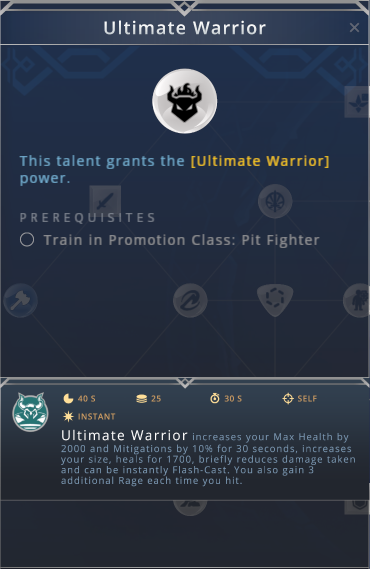 Ultimate Warrior
This talent grants the [Ultimate Warrior]
power.
PREREQUISITES
Train in Promotion Class: Pit Fighter
40 S 25 30 S SELF
INSTANT
Ultimate Warrior increases your Max Health by
2000 and Mitigations by 10% for 30 seconds, increases
your size, heals for 1700, briefly reduces damage taken
and can be instantly Flash-Cast. You also gain 3
additional Rage each time you hit.